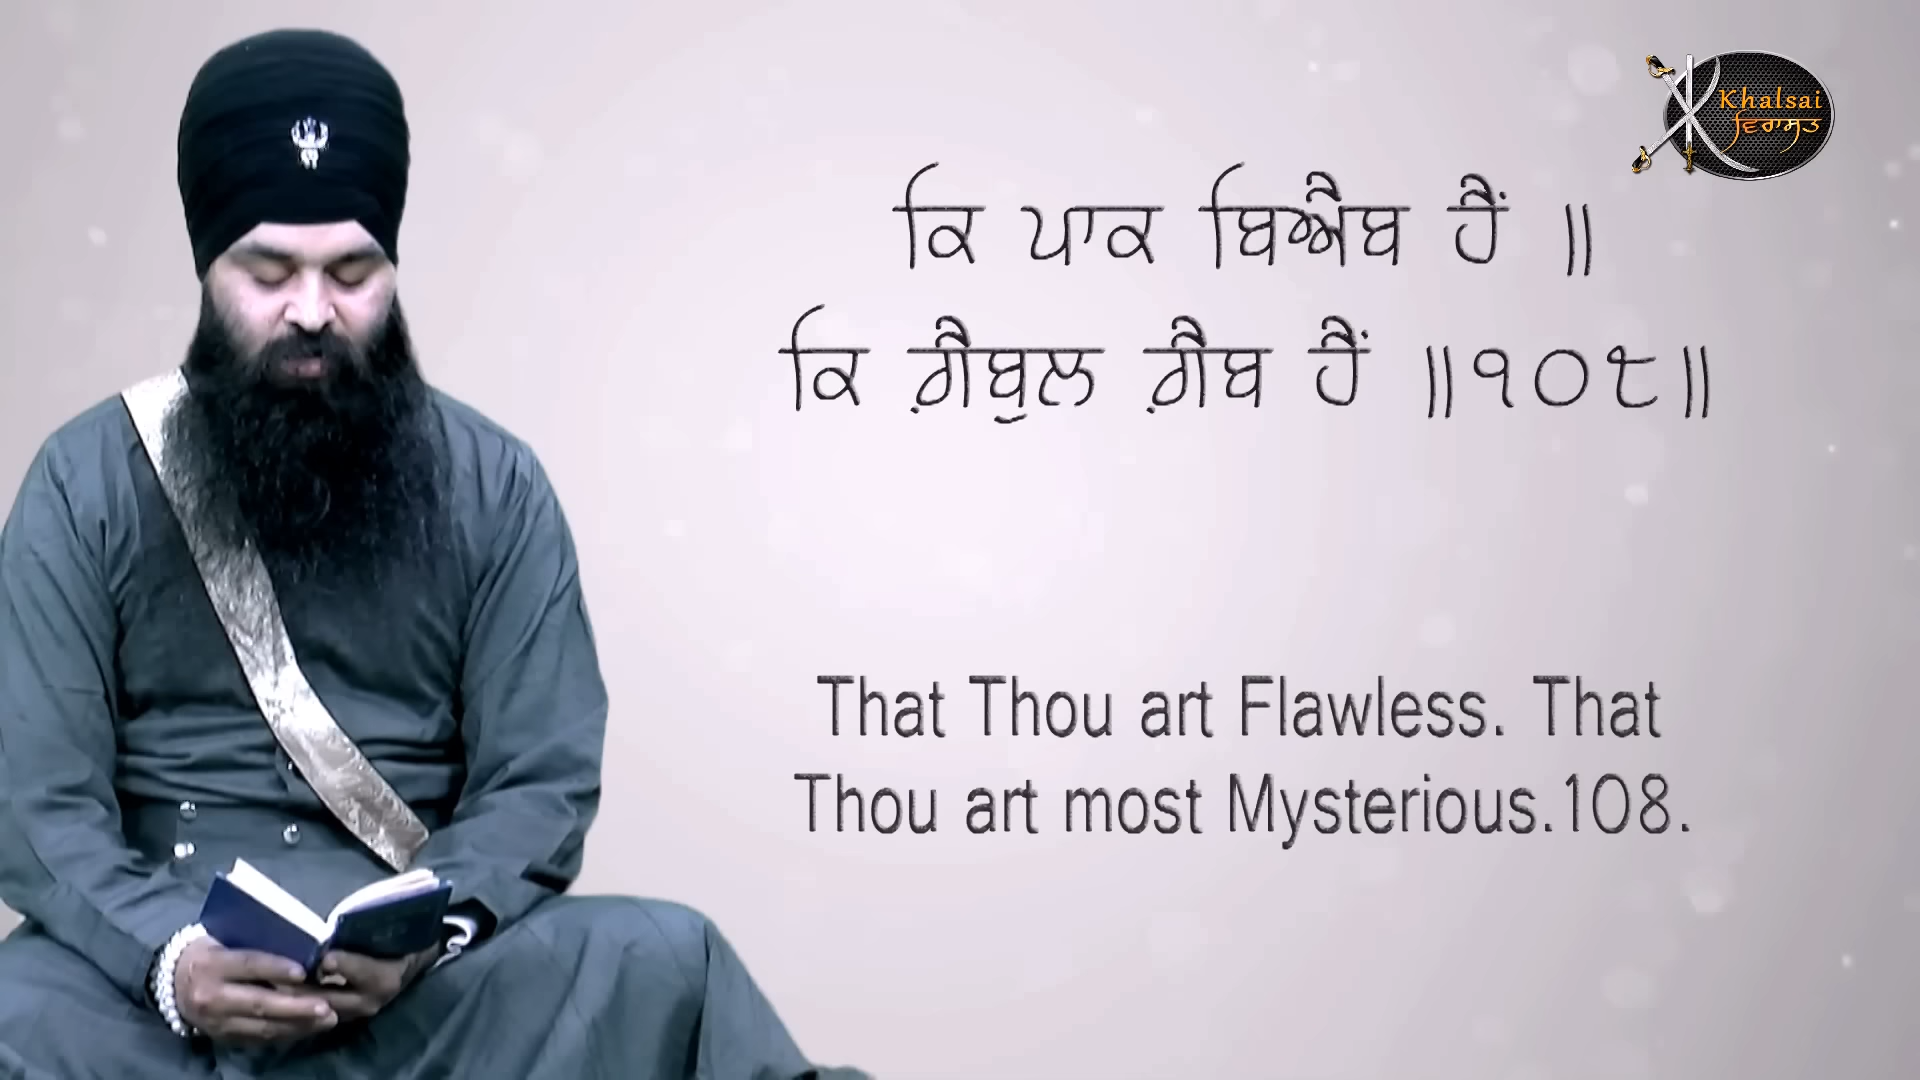 Khalsai
ਵਿਰਾਸਤ
ਕਿ ਪਾਕ ਬਿਐਬ ਹੈਂ ॥
ਕਿ ਗ਼ੈਬੁਲ ਗ਼ੈਬ ਹੈਂ ॥੧੦੮॥
That Thou art Flawless. That
Thou art most Mysterious.108.